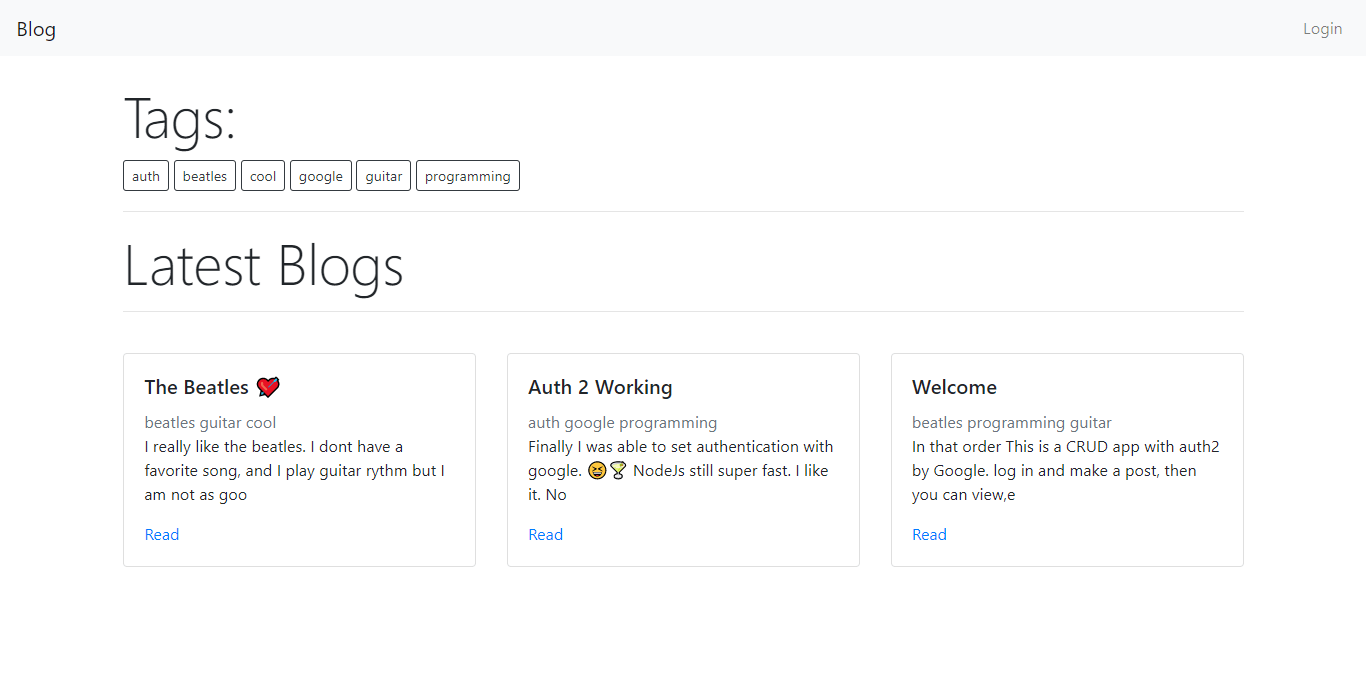 Blog
Login
Tags:
auth beatles cool google guitar programming
Latest Blogs
The Beatles 💘
beatles guitar cool
I really like the beatles. I dont have a
favorite song, and I play guitar rythm but I
am not as goo
Read
Auth 2 Working
auth google programming
Finally I was able to set authentication with
google. 😆🏆 NodeJs still super fast. I like
it. No
Read
Welcome
beatles programming guitar
In that order This is a CRUD app with auth2
by Google. log in and make a post, then
you can view,e
Read